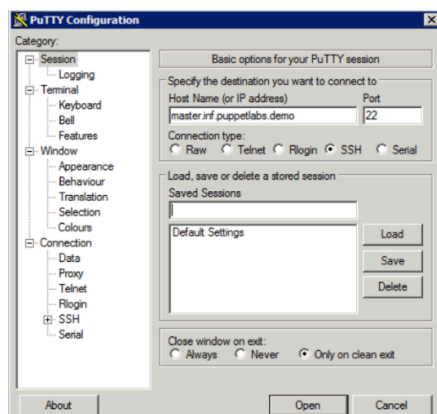 PuTTY Configuration
Category:
Session
Logging
Terminal
Keyboard
Bell
Features
Window
Appearance
Behaviour
Translation
Selection
Colours
Connection
Data
Proxy
Telnet
Rlogin
SSH
Serial
Basic options for your PuTTY session
Specify the destination you want to connect to
Host Name (or IP address) Port
master.inf.puppetlabs.demo 22
Connection type:
Raw Telnet Rlogin SSH Serial
Load, save or delete a stored session
Saved Sessions
Default Settings
Load
Save
Delete
Close window on exit:
Always Never Only on clean exit
About Open Cancel